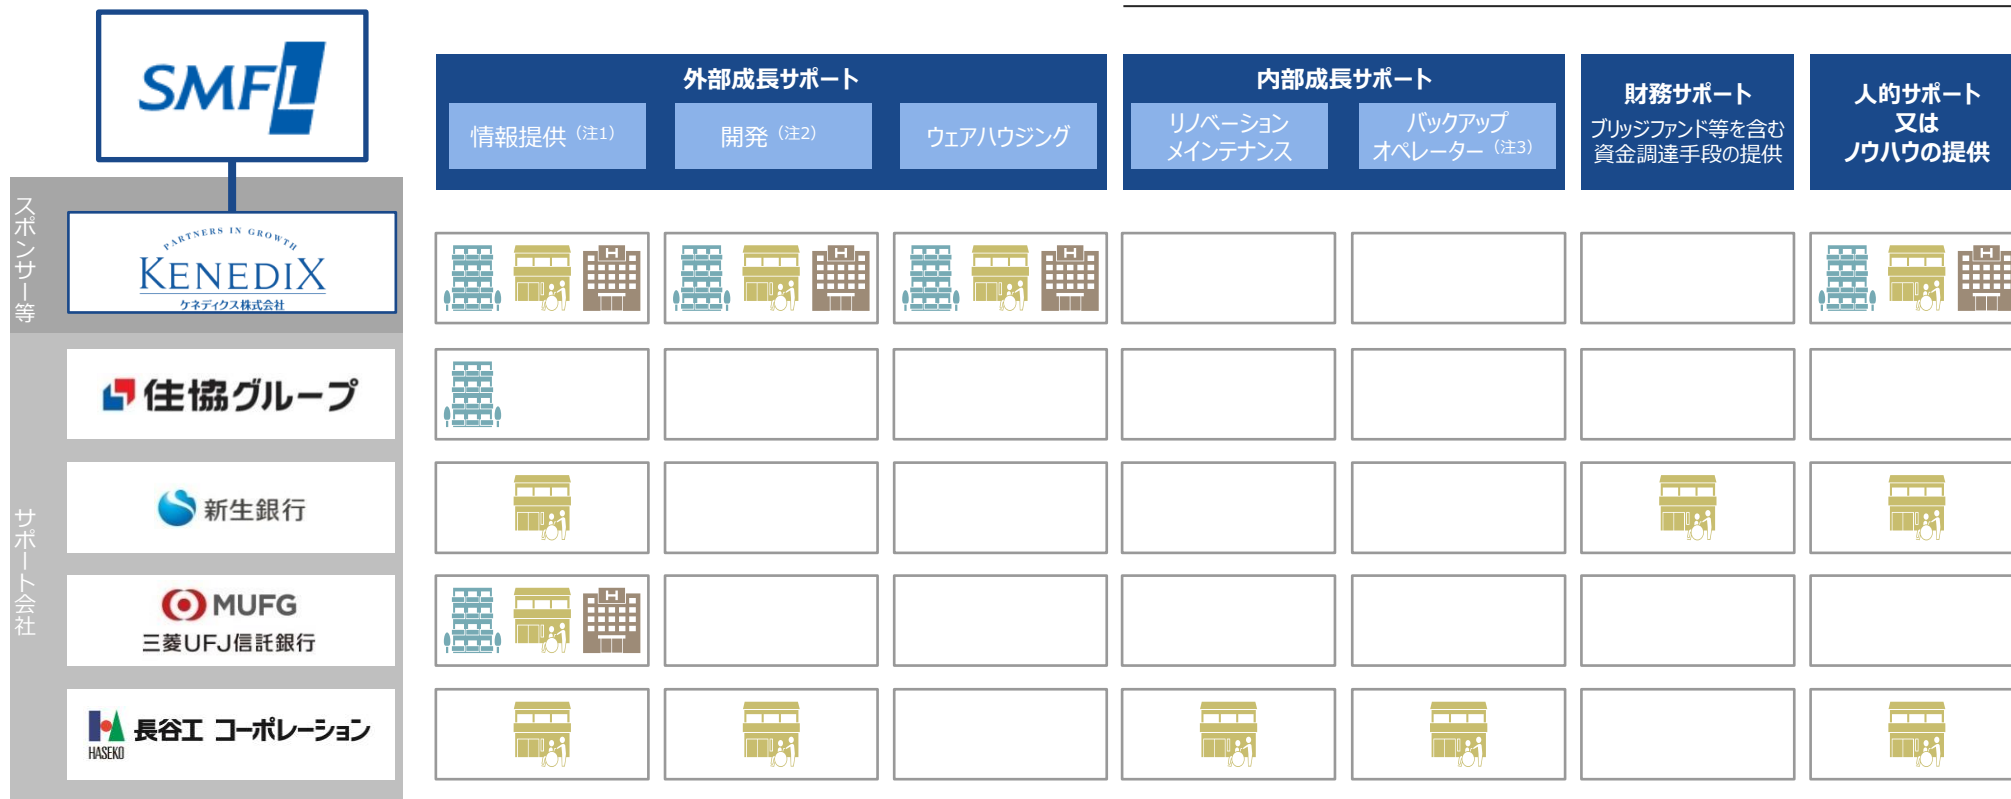 SMFL
外部成長サポート
情報提供（注1）
開発（注2）
ウェアハウジング
内部成長サポート
リノベーション
メインテナンス
バックアップ
オペレーター（注3）
財務サポート
ブリッジファンド等を含む
資金調達手段の提供
人的サポート
又は
ノウハウの提供
スポンサー等
PARTNERS IN GROWTH
KENEDIX
ケネディクス株式会社
H
H
H
H
サポート会社
住協グループ
新生銀行
MUFG
三菱UFJ信託銀行
H
HASEKO
長谷工 コーポレーション